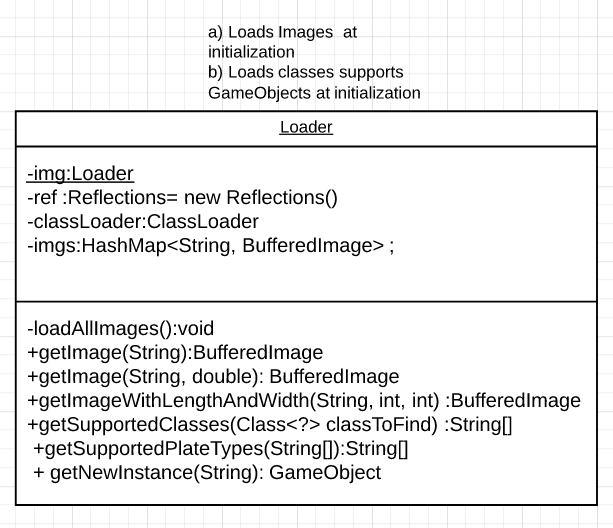 a) Loads Images at
initialization
b) Loads classes supports
GameObjects at initialization
Loader
-img:Loader
-ref :Reflections= new Reflections()
-classLoader:ClassLoader
-imgs:HashMap<String, BufferedImage> ;
-loadAllImages():void
+getImage(String):BufferedImage
+getImage(String, double): BufferedImage
+getImageWithLengthAndWidth(String, int, int) :BufferedImage
+getSupportedClasses(Class<?> classToFind) :String[]
+getSupportedPlateTypes(String[]):String[]
+ getNewInstance(String): GameObject